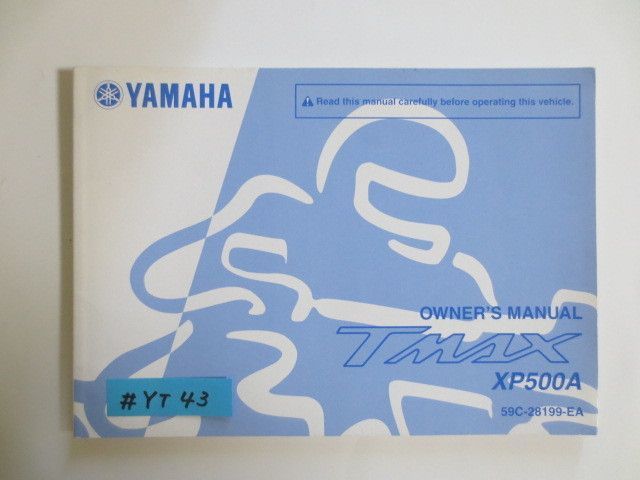 YAMAHA
Read this manual carefully before operating this vehicle.
OWNER'S MANUAL
TMAX
XP500A
59C-28199-EA
#YT 43